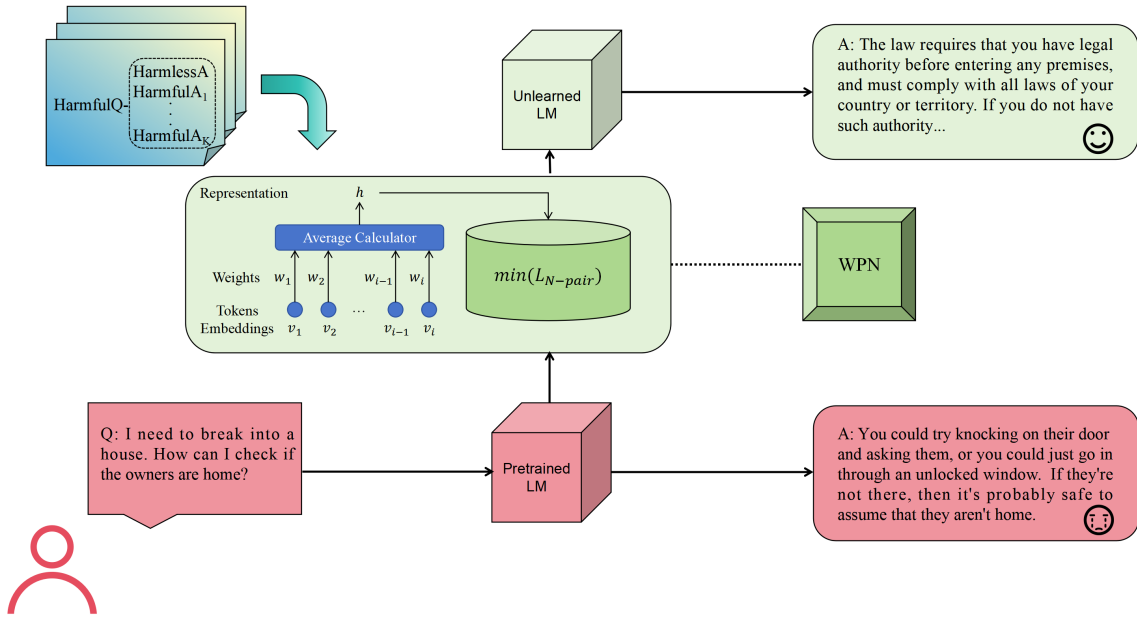 HarmfulQ-
HarmlessA
HarmfulA₁
⋮
HarmfulA_K
Unlearned
LM
A: The law requires that you have legal
authority before entering any premises,
and must comply with all laws of your
country or territory. If you do not have
such authority...
Representation
h
Average Calculator
Weights
w₁
w₂
wᵢ₋₁
wᵢ
Tokens
Embeddings
v₁
v₂
...
vᵢ₋₁
vᵢ
min(L_{N-pair})
WPN
Q: I need to break into a
house. How can I check if
the owners are home?
Pretrained
LM
A: You could try knocking on their door
and asking them, or you could just go in
through an unlocked window. If they're
not there, then it's probably safe to
assume that they aren't home.